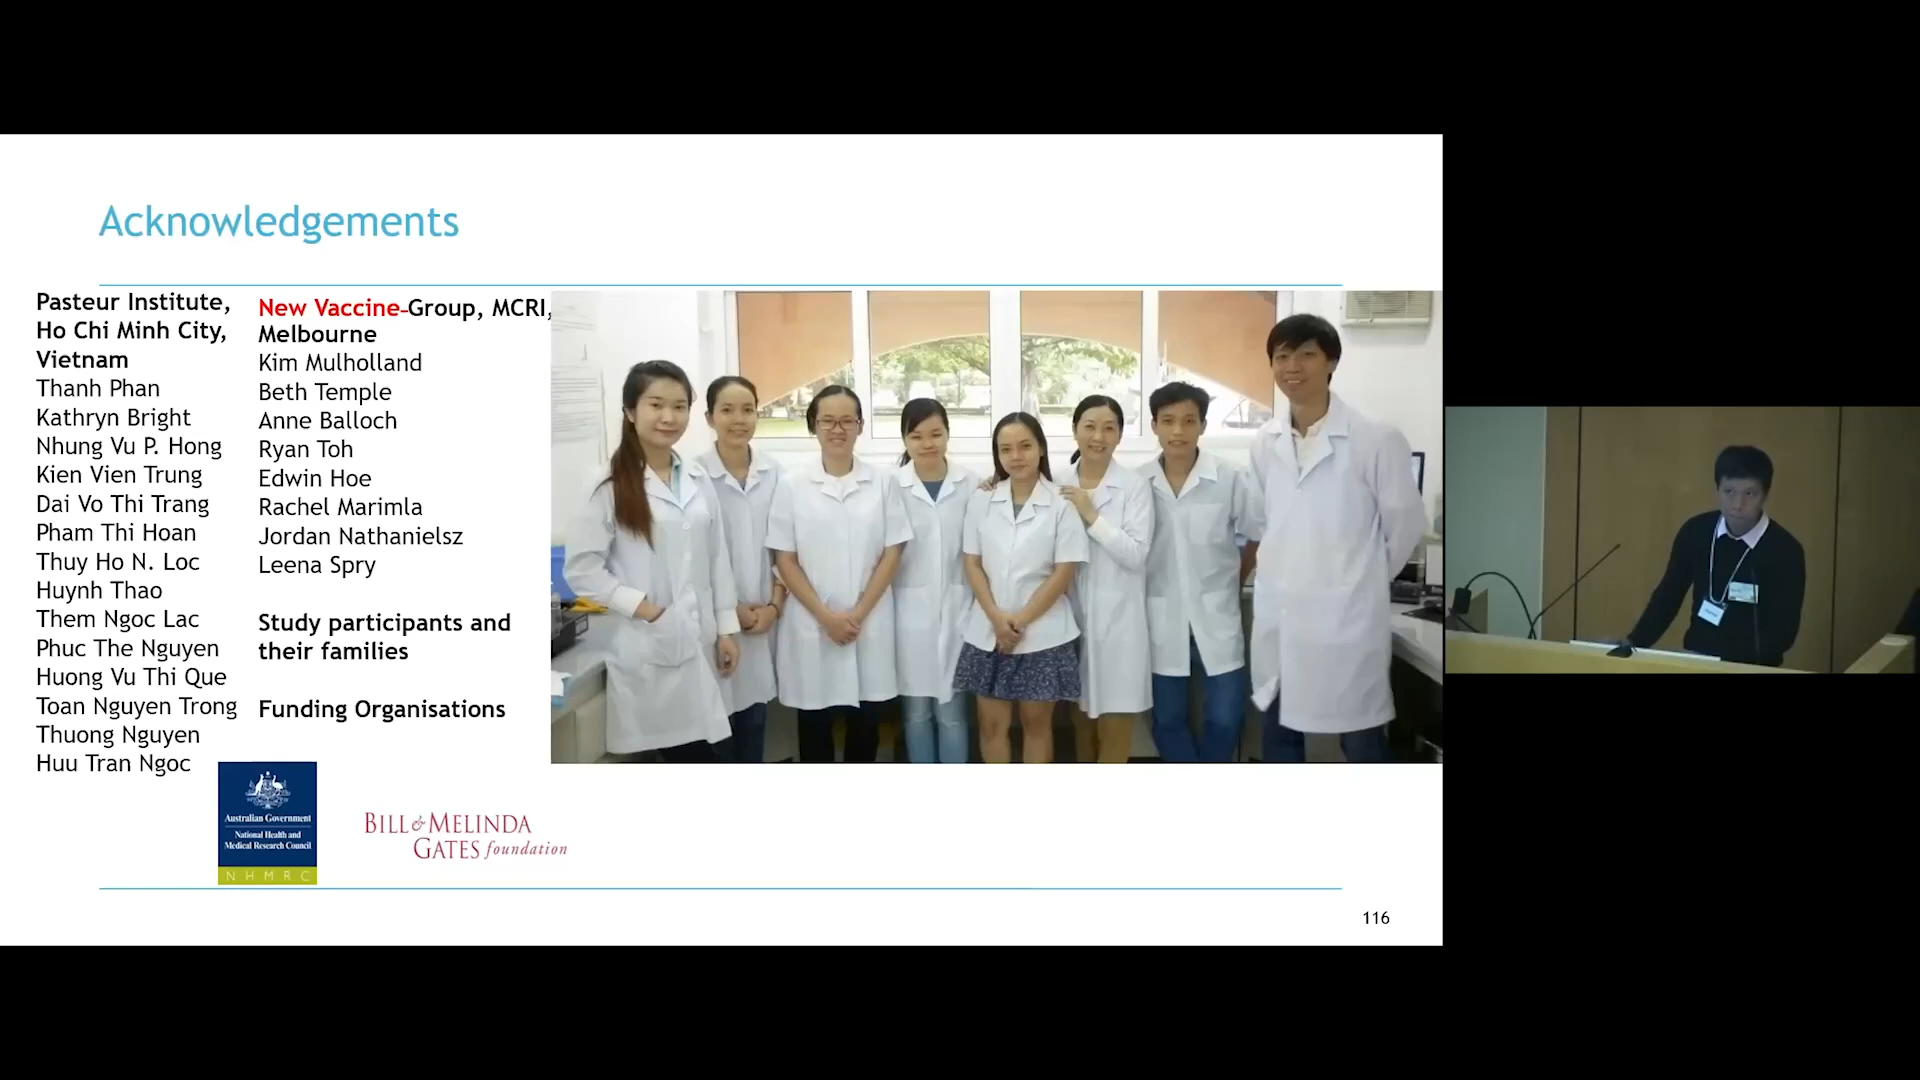 Acknowledgements
Pasteur Institute,
Ho Chi Minh City,
Vietnam
Thanh Phan
Kathryn Bright
Nhung Vu P. Hong
Kien Vien Trung
Dai Vo Thi Trang
Pham Thi Hoan
Thuy Ho N. Loc
Huynh Thao
Them Ngoc Lac
Phuc The Nguyen
Huong Vu Thi Que
Toan Nguyen Trong
Thuong Nguyen
Huu Tran Ngoc
New Vaccine-Group, MCRI,
Melbourne
Kim Mulholland
Beth Temple
Anne Balloch
Ryan Toh
Edwin Hoe
Rachel Marimla
Jordan Nathanielsz
Leena Spry
Study participants and
their families
Funding Organisations
Australian Government
National Health and
Medical Research Council
NHMRC
BILL & MELINDA
GATES foundation
116